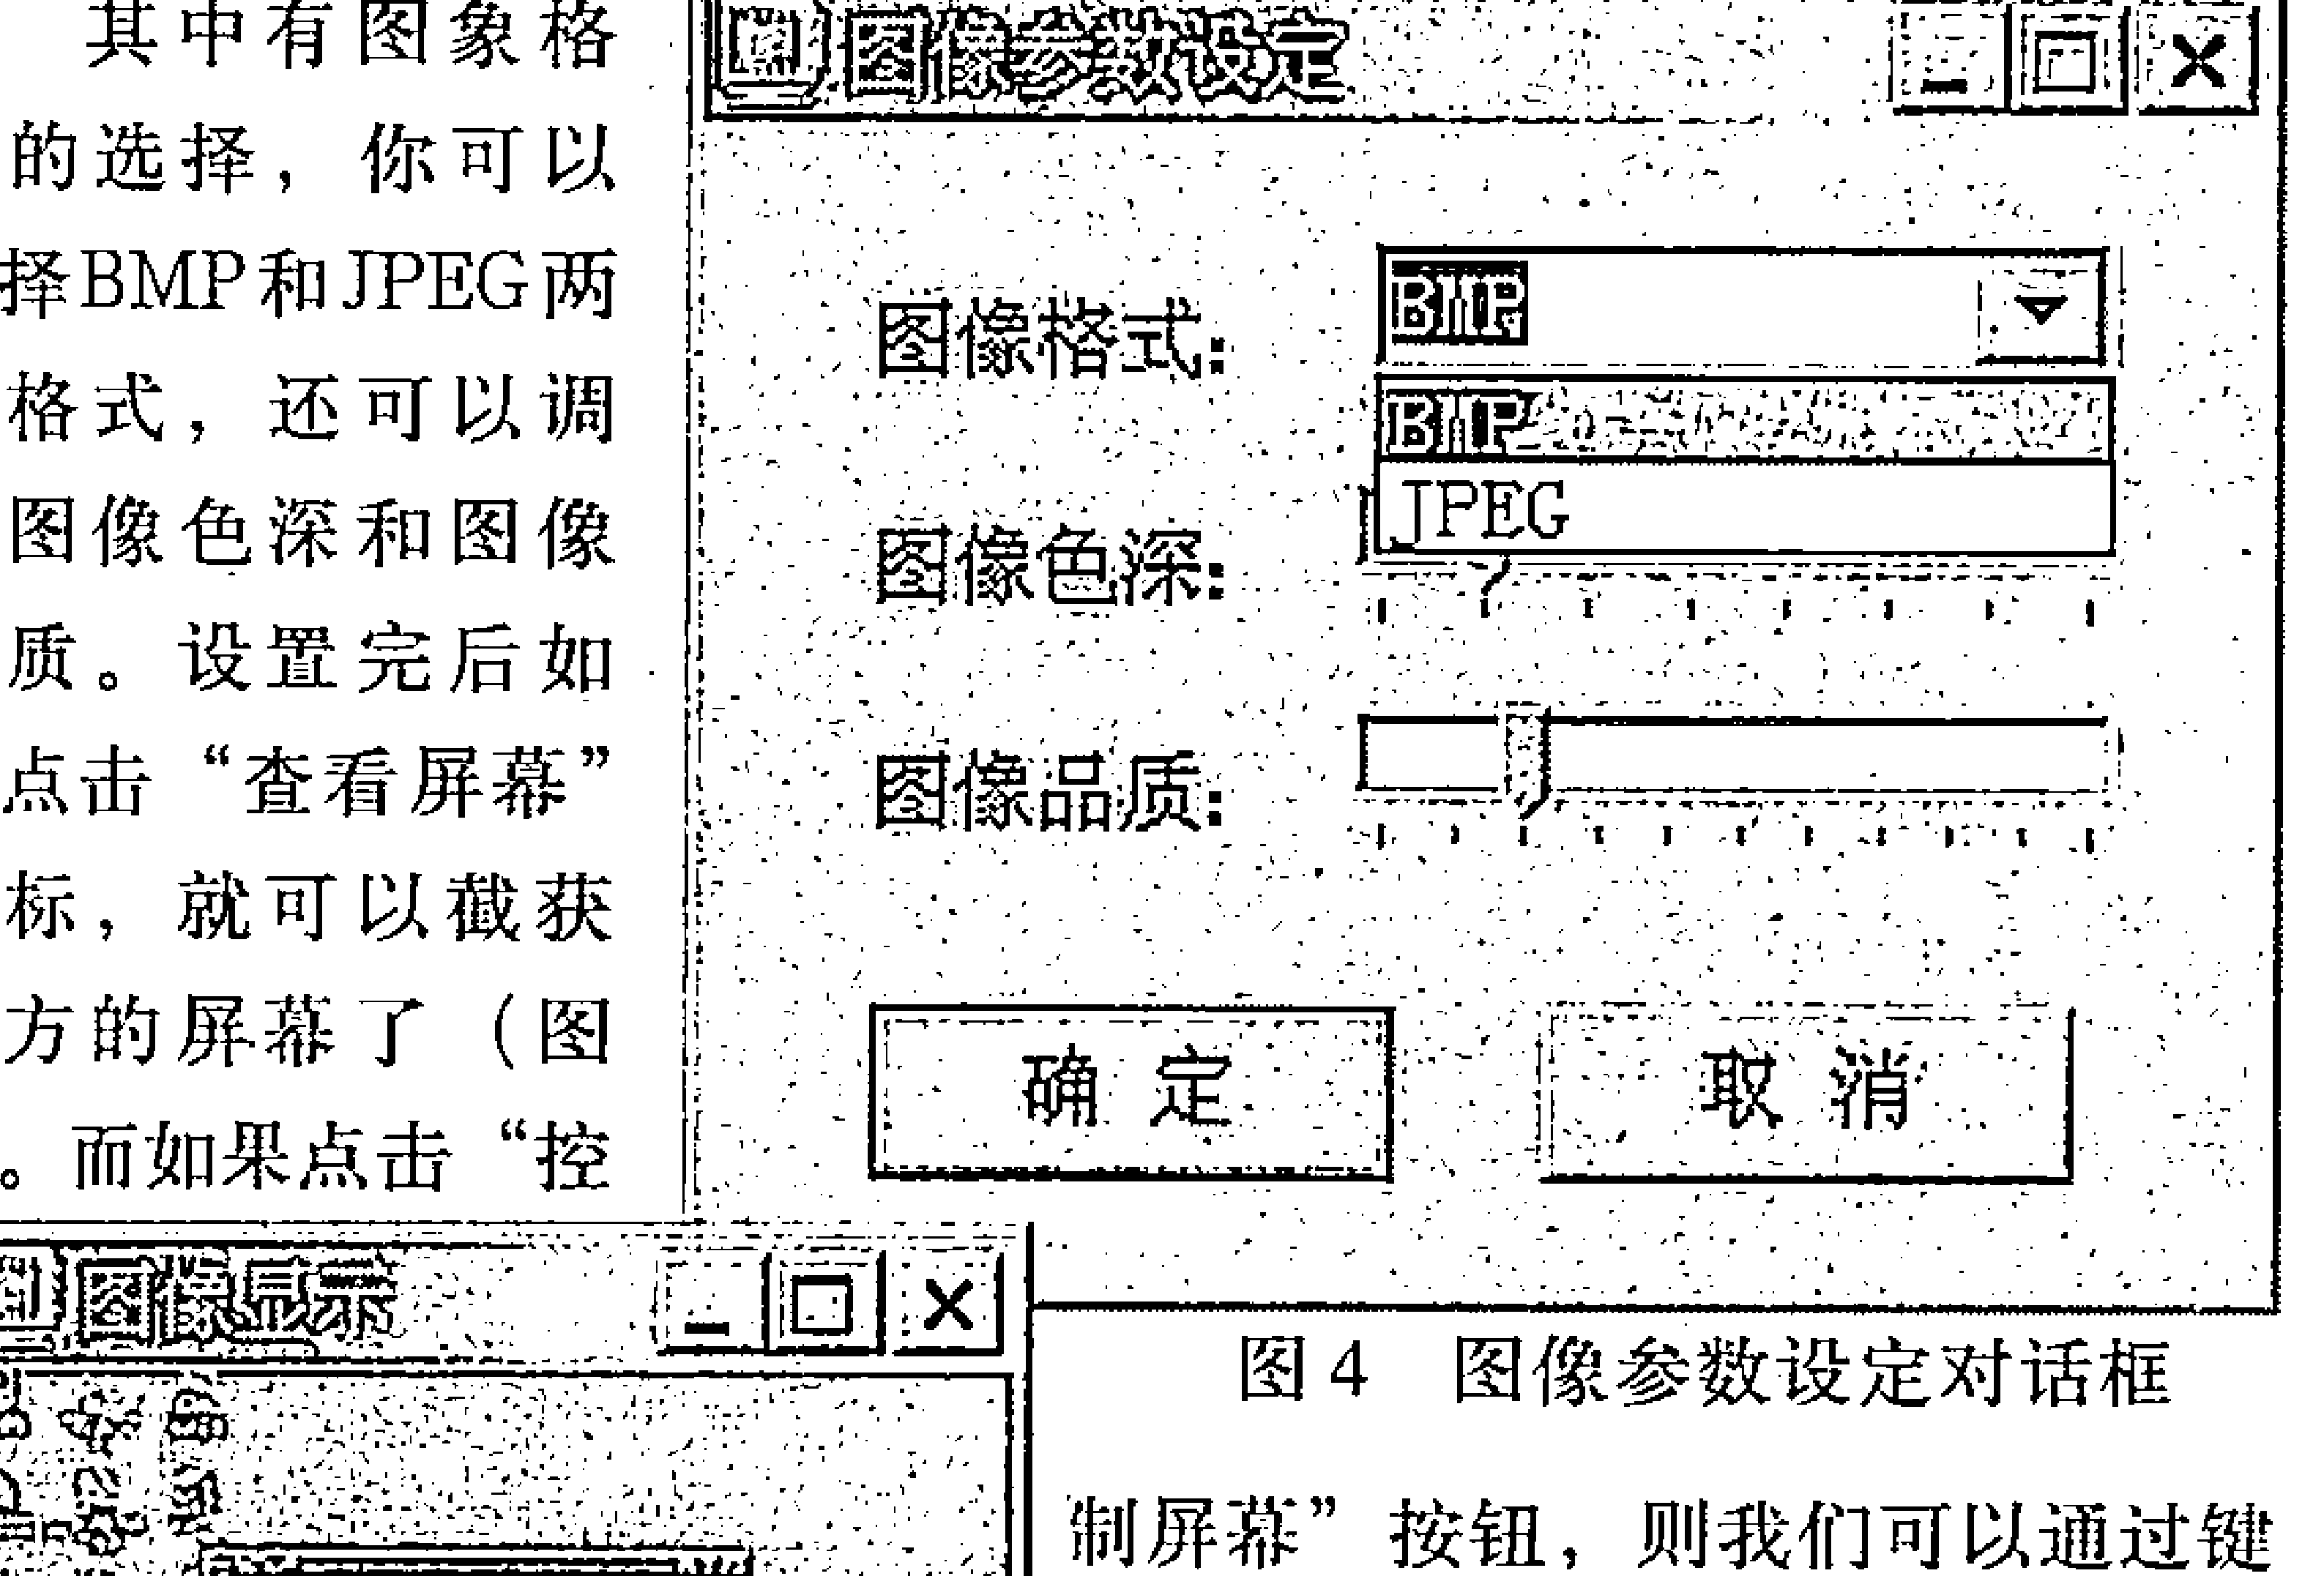 其中有图象格
的选择，你可以
择BMP和JPEG两
格式，还可以调
图像色深和图像
质。设置完后如
点击“查看屏幕”
标，就可以截获
方的屏幕了（图
。而如果点击“控
图像参数设定
图像格式：
BMP
BMP
JPEG
图像色深：
图像品质：
确 定
取 消
图像显示
图4 图像参数设定对话框
制屏幕”按钮，则我们可以通过键